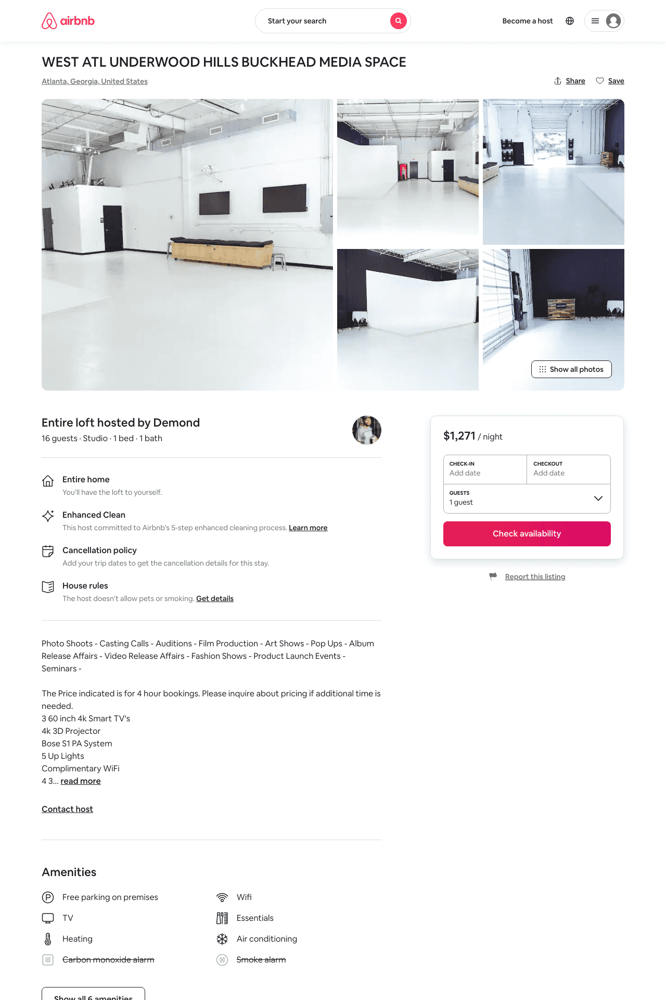 airbnb
Start your search
Become a host
WEST ATL UNDERWOOD HILLS BUCKHEAD MEDIA SPACE
Atlanta, Georgia, United States
Share
Save
Show all photos
Entire loft hosted by Demond
16 guests · Studio · 1 bed · 1 bath
Entire home
You'll have the loft to yourself.
Enhanced Clean
This host committed to Airbnb's 5-step enhanced cleaning process. Learn more
Cancellation policy
Add your trip dates to get the cancellation details for this stay.
House rules
The host doesn't allow pets or smoking. Get details
$1,271 / night
CHECK-IN
Add date
CHECKOUT
Add date
GUESTS
1 guest
Check availability
Report this listing
Photo Shoots - Casting Calls - Auditions - Film Production - Art Shows - Pop Ups - Album
Release Affairs - Video Release Affairs - Fashion Shows - Product Launch Events -
Seminars -
The Price indicated is for 4 hour bookings. Please inquire about pricing if additional time is
needed.
3 60 inch 4k Smart TV's
4k 3D Projector
Bose S1 PA System
5 Up Lights
Complimentary WiFi
4 3... read more
Contact host
Amenities
Free parking on premises
Wifi
TV
Essentials
Heating
Air conditioning
Carbon monoxide alarm
Smoke alarm
Show all 6 amenities